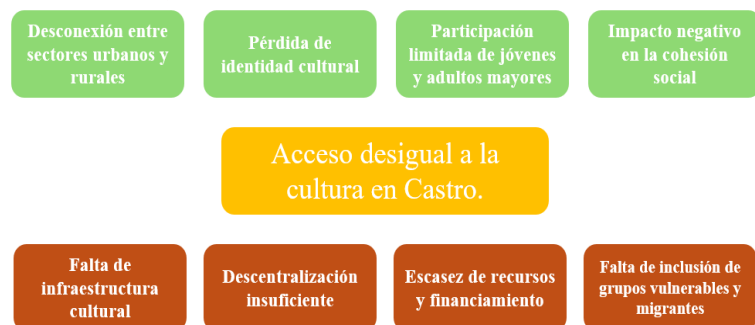 Desconexión entre
sectores urbanos y
rurales
Pérdida de
identidad cultural
Participación
limitada de jóvenes
y adultos mayores
Impacto negativo
en la cohesión
social
Acceso desigual a la
cultura en Castro.
Falta de
infraestructura
cultural
Descentralización
insuficiente
Escasez de recursos
y financiamiento
Falta de inclusión de
grupos vulnerables y
migrantes